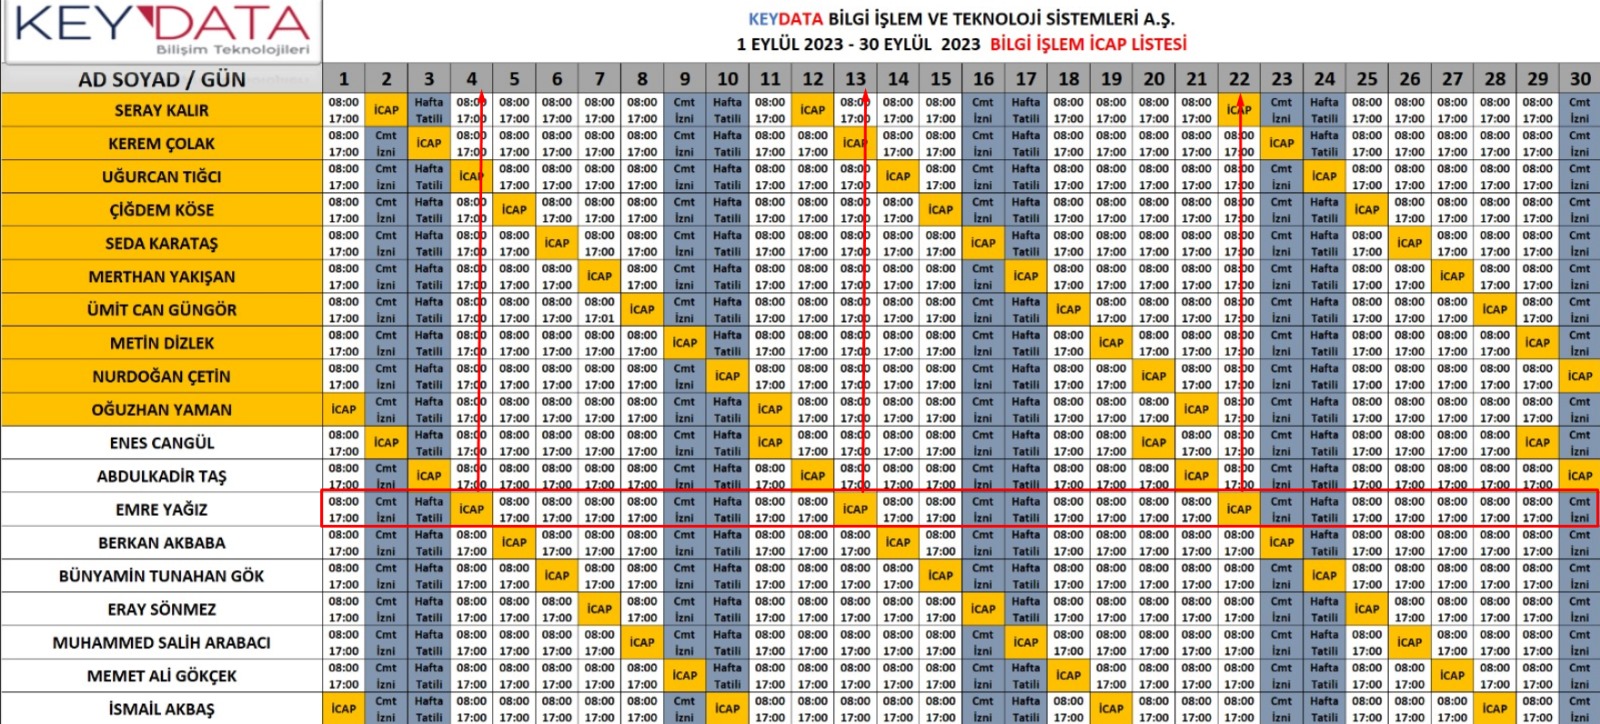 KEYDATA
Bilişim Teknolojileri
KEYDATA BİLGİ İŞLEM VE TEKNOLOJİ SİSTEMLERİ A.Ş.
1 EYLÜL 2023 - 30 EYLÜL 2023 BİLGİ İŞLEM İCAP LİSTESİ
AD SOYAD / GÜN 1 2 3 4 5 6 7 8 9 10 11 12 13 14 15 16 17 18 19 20 21 22 23 24 25 26 27 28 29 30
SERAY KALIR 08:00 17:00 İCAP Hafta Tatili 08:00 17:00 08:00 17:00 08:00 17:00 08:00 17:00 08:00 17:00 Cmt İzni Hafta Tatili 08:00 17:00 İCAP 08:00 17:00 08:00 17:00 08:00 17:00 Cmt İzni Hafta Tatili 08:00 17:00 08:00 17:00 08:00 17:00 08:00 17:00 İCAP Cmt İzni Hafta Tatili 08:00 17:00 08:00 17:00 08:00 17:00 08:00 17:00 08:00 17:00 Cmt İzni
KEREM ÇOLAK 08:00 17:00 Cmt İzni İCAP 08:00 17:00 08:00 17:00 08:00 17:00 08:00 17:00 08:00 17:00 Cmt İzni Hafta Tatili 08:00 17:00 08:00 17:00 İCAP 08:00 17:00 08:00 17:00 Cmt İzni Hafta Tatili 08:00 17:00 08:00 17:00 08:00 17:00 08:00 17:00 08:00 17:00 İCAP Hafta Tatili 08:00 17:00 08:00 17:00 08:00 17:00 08:00 17:00 08:00 17:00 Cmt İzni
UĞURCAN TIĞCI 08:00 17:00 Cmt İzni Hafta Tatili İCAP 08:00 17:00 08:00 17:00 08:00 17:00 08:00 17:00 Cmt İzni Hafta Tatili 08:00 17:00 08:00 17:00 08:00 17:00 İCAP 08:00 17:00 Cmt İzni Hafta Tatili 08:00 17:00 08:00 17:00 08:00 17:00 08:00 17:00 08:00 17:00 Cmt İzni İCAP 08:00 17:00 08:00 17:00 08:00 17:00 08:00 17:00 08:00 17:00 Cmt İzni
ÇİĞDEM KÖSE 08:00 17:00 Cmt İzni Hafta Tatili 08:00 17:00 İCAP 08:00 17:00 08:00 17:00 08:00 17:00 Cmt İzni Hafta Tatili 08:00 17:00 08:00 17:00 08:00 17:00 08:00 17:00 İCAP Cmt İzni Hafta Tatili 08:00 17:00 08:00 17:00 08:00 17:00 08:00 17:00 08:00 17:00 Cmt İzni Hafta Tatili İCAP 08:00 17:00 08:00 17:00 08:00 17:00 08:00 17:00 Cmt İzni
SEDA KARATAŞ 08:00 17:00 Cmt İzni Hafta Tatili 08:00 17:00 08:00 17:00 İCAP 08:00 17:00 08:00 17:00 Cmt İzni Hafta Tatili 08:00 17:00 08:00 17:00 08:00 17:00 08:00 17:00 08:00 17:00 İCAP Hafta Tatili 08:00 17:00 08:00 17:00 08:00 17:00 08:00 17:00 08:00 17:00 Cmt İzni Hafta Tatili 08:00 17:00 İCAP 08:00 17:00 08:00 17:00 08:00 17:00 Cmt İzni
MERTHAN YAKIŞAN 08:00 17:00 Cmt İzni Hafta Tatili 08:00 17:00 08:00 17:00 08:00 17:00 İCAP 08:00 17:00 Cmt İzni Hafta Tatili 08:00 17:00 08:00 17:00 08:00 17:00 08:00 17:00 08:00 17:00 Cmt İzni İCAP 08:00 17:00 08:00 17:00 08:00 17:00 08:00 17:00 08:00 17:00 Cmt İzni Hafta Tatili 08:00 17:00 08:00 17:00 İCAP 08:00 17:00 08:00 17:00 Cmt İzni
ÜMİT CAN GÜNGÖR 08:00 17:00 Cmt İzni Hafta Tatili 08:00 17:00 08:00 17:00 08:00 17:00 08:00 17:01 İCAP Cmt İzni Hafta Tatili 08:00 17:00 08:00 17:00 08:00 17:00 08:00 17:00 08:00 17:00 Cmt İzni Hafta Tatili İCAP 08:00 17:00 08:00 17:00 08:00 17:00 08:00 17:00 Cmt İzni Hafta Tatili 08:00 17:00 08:00 17:00 08:00 17:00 İCAP 08:00 17:00 Cmt İzni
METİN DİZLEK 08:00 17:00 Cmt İzni Hafta Tatili 08:00 17:00 08:00 17:00 08:00 17:00 08:00 17:00 08:00 17:00 İCAP Hafta Tatili 08:00 17:00 08:00 17:00 08:00 17:00 08:00 17:00 08:00 17:00 Cmt İzni Hafta Tatili 08:00 17:00 İCAP 08:00 17:00 08:00 17:00 08:00 17:00 Cmt İzni Hafta Tatili 08:00 17:00 08:00 17:00 08:00 17:00 08:00 17:00 İCAP Cmt İzni
NURDOĞAN ÇETİN 08:00 17:00 Cmt İzni Hafta Tatili 08:00 17:00 08:00 17:00 08:00 17:00 08:00 17:00 08:00 17:00 Cmt İzni İCAP 08:00 17:00 08:00 17:00 08:00 17:00 08:00 17:00 08:00 17:00 Cmt İzni Hafta Tatili 08:00 17:00 08:00 17:00 İCAP 08:00 17:00 08:00 17:00 Cmt İzni Hafta Tatili 08:00 17:00 08:00 17:00 08:00 17:00 08:00 17:00 08:00 17:00 İCAP
OĞUZHAN YAMAN İCAP Cmt İzni Hafta Tatili 08:00 17:00 08:00 17:00 08:00 17:00 08:00 17:00 08:00 17:00 Cmt İzni Hafta Tatili İCAP 08:00 17:00 08:00 17:00 08:00 17:00 08:00 17:00 Cmt İzni Hafta Tatili 08:00 17:00 08:00 17:00 08:00 17:00 İCAP 08:00 17:00 Cmt İzni Hafta Tatili 08:00 17:00 08:00 17:00 08:00 17:00 08:00 17:00 08:00 17:00 Cmt İzni
ENES CANGÜL 08:00 17:00 İCAP Hafta Tatili 08:00 17:00 08:00 17:00 08:00 17:00 08:00 17:00 08:00 17:00 Cmt İzni Hafta Tatili İCAP 08:00 17:00 08:00 17:00 08:00 17:00 08:00 17:00 Cmt İzni Hafta Tatili 08:00 17:00 08:00 17:00 İCAP 08:00 17:00 08:00 17:00 Cmt İzni Hafta Tatili 08:00 17:00 08:00 17:00 08:00 17:00 08:00 17:00 İCAP Cmt İzni
ABDULKADİR TAŞ 08:00 17:00 Cmt İzni İCAP 08:00 17:00 08:00 17:00 08:00 17:00 08:00 17:00 08:00 17:00 Cmt İzni Hafta Tatili 08:00 17:00 İCAP 08:00 17:00 08:00 17:00 08:00 17:00 Cmt İzni Hafta Tatili 08:00 17:00 08:00 17:00 08:00 17:00 İCAP 08:00 17:00 Cmt İzni Hafta Tatili 08:00 17:00 08:00 17:00 08:00 17:00 08:00 17:00 08:00 17:00 İCAP
EMRE YAĞIZ 08:00 17:00 Cmt İzni Hafta Tatili İCAP 08:00 17:00 08:00 17:00 08:00 17:00 08:00 17:00 Cmt İzni Hafta Tatili 08:00 17:00 08:00 17:00 İCAP 08:00 17:00 08:00 17:00 Cmt İzni Hafta Tatili 08:00 17:00 08:00 17:00 08:00 17:00 08:00 17:00 İCAP Cmt İzni Hafta Tatili 08:00 17:00 08:00 17:00 08:00 17:00 08:00 17:00 08:00 17:00 Cmt İzni
BERKAN AKBABA 08:00 17:00 Cmt İzni Hafta Tatili 08:00 17:00 İCAP 08:00 17:00 08:00 17:00 08:00 17:00 Cmt İzni Hafta Tatili 08:00 17:00 08:00 17:00 08:00 17:00 İCAP 08:00 17:00 Cmt İzni Hafta Tatili 08:00 17:00 08:00 17:00 08:00 17:00 08:00 17:00 08:00 17:00 İCAP Hafta Tatili 08:00 17:00 08:00 17:00 08:00 17:00 08:00 17:00 08:00 17:00 Cmt İzni
BÜNYAMİN TUNAHAN GÖK 08:00 17:00 Cmt İzni Hafta Tatili 08:00 17:00 08:00 17:00 İCAP 08:00 17:00 08:00 17:00 Cmt İzni Hafta Tatili 08:00 17:00 08:00 17:00 08:00 17:00 08:00 17:00 İCAP Cmt İzni Hafta Tatili 08:00 17:00 08:00 17:00 08:00 17:00 08:00 17:00 08:00 17:00 Cmt İzni İCAP 08:00 17:00 08:00 17:00 08:00 17:00 08:00 17:00 08:00 17:00 Cmt İzni
ERAY SÖNMEZ 08:00 17:00 Cmt İzni Hafta Tatili 08:00 17:00 08:00 17:00 08:00 17:00 İCAP 08:00 17:00 Cmt İzni Hafta Tatili 08:00 17:00 08:00 17:00 08:00 17:00 08:00 17:00 08:00 17:00 İCAP Hafta Tatili 08:00 17:00 08:00 17:00 08:00 17:00 08:00 17:00 08:00 17:00 Cmt İzni Hafta Tatili İCAP 08:00 17:00 08:00 17:00 08:00 17:00 08:00 17:00 Cmt İzni
MUHAMMED SALİH ARABACI 08:00 17:00 Cmt İzni Hafta Tatili 08:00 17:00 08:00 17:00 08:00 17:00 08:00 17:00 İCAP Cmt İzni Hafta Tatili 08:00 17:00 08:00 17:00 08:00 17:00 08:00 17:00 08:00 17:00 Cmt İzni İCAP 08:00 17:00 08:00 17:00 08:00 17:00 08:00 17:00 08:00 17:00 Cmt İzni Hafta Tatili 08:00 17:00 İCAP 08:00 17:00 08:00 17:00 08:00 17:00 Cmt İzni
MEMET ALİ GÖKÇEK 08:00 17:00 Cmt İzni Hafta Tatili 08:00 17:00 08:00 17:00 08:00 17:00 08:00 17:00 08:00 17:00 İCAP Hafta Tatili 08:00 17:00 08:00 17:00 08:00 17:00 08:00 17:00 08:00 17:00 Cmt İzni Hafta Tatili İCAP 08:00 17:00 08:00 17:00 08:00 17:00 08:00 17:00 Cmt İzni Hafta Tatili 08:00 17:00 08:00 17:00 İCAP 08:00 17:00 08:00 17:00 Cmt İzni
İSMAİL AKBAŞ İCAP Cmt İzni Hafta Tatili 08:00 17:00 08:00 17:00 08:00 17:00 08:00 17:00 08:00 17:00 Cmt İzni İCAP 08:00 17:00 08:00 17:00 08:00 17:00 08:00 17:00 08:00 17:00 Cmt İzni Hafta Tatili 08:00 17:00 İCAP 08:00 17:00 08:00 17:00 08:00 17:00 Cmt İzni Hafta Tatili 08:00 17:00 08:00 17:00 08:00 17:00 İCAP 08:00 17:00 Cmt İzni